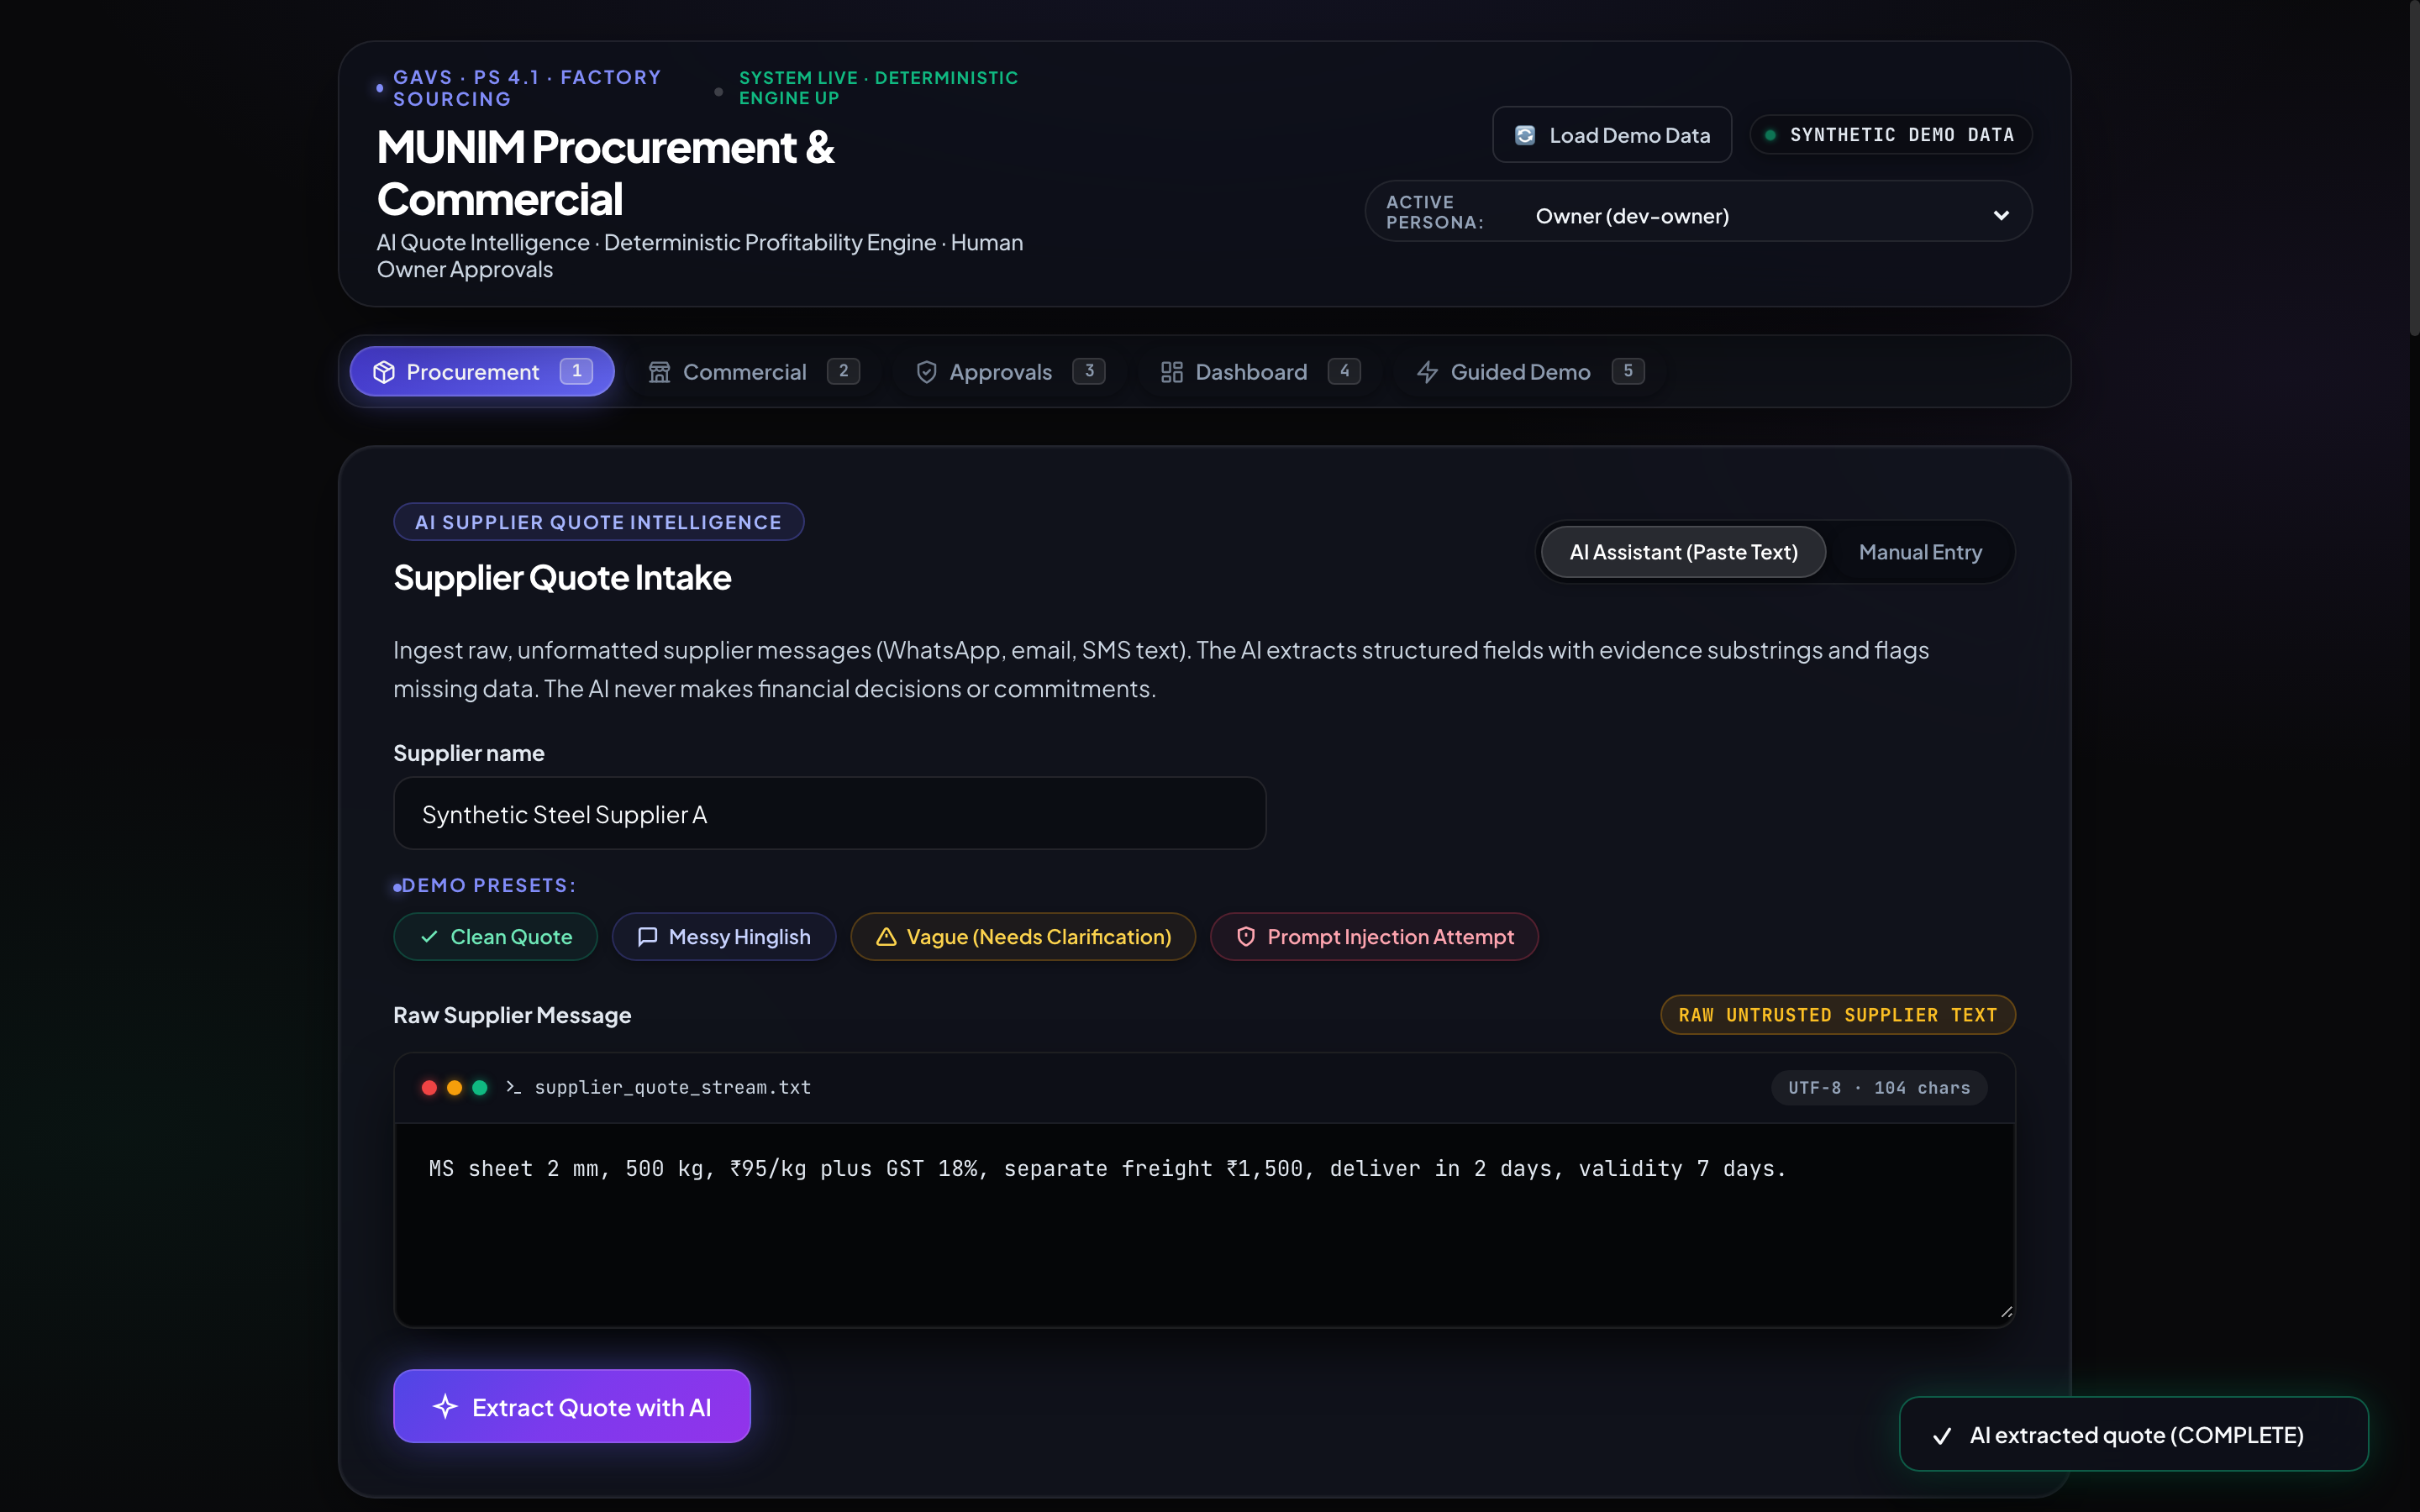 GAVS · PS 4.1 · FACTORY
SOURCING
SYSTEM LIVE · DETERMINISTIC
ENGINE UP
MUNIM Procurement &
Commercial
AI Quote Intelligence · Deterministic Profitability Engine · Human
Owner Approvals
Load Demo Data
SYNTHETIC DEMO DATA
ACTIVE
PERSONA:
Owner (dev-owner)
Procurement 1
Commercial 2
Approvals 3
Dashboard 4
Guided Demo 5
AI SUPPLIER QUOTE INTELLIGENCE
Supplier Quote Intake
AI Assistant (Paste Text)
Manual Entry
Ingest raw, unformatted supplier messages (WhatsApp, email, SMS text). The AI extracts structured fields with evidence substrings and flags
missing data. The AI never makes financial decisions or commitments.
Supplier name
Synthetic Steel Supplier A
DEMO PRESETS:
Clean Quote
Messy Hinglish
Vague (Needs Clarification)
Prompt Injection Attempt
Raw Supplier Message
RAW UNTRUSTED SUPPLIER TEXT
supplier_quote_stream.txt
UTF-8 · 104 chars
MS sheet 2 mm, 500 kg, ₹95/kg plus GST 18%, separate freight ₹1,500, deliver in 2 days, validity 7 days.
Extract Quote with AI
AI extracted quote (COMPLETE)